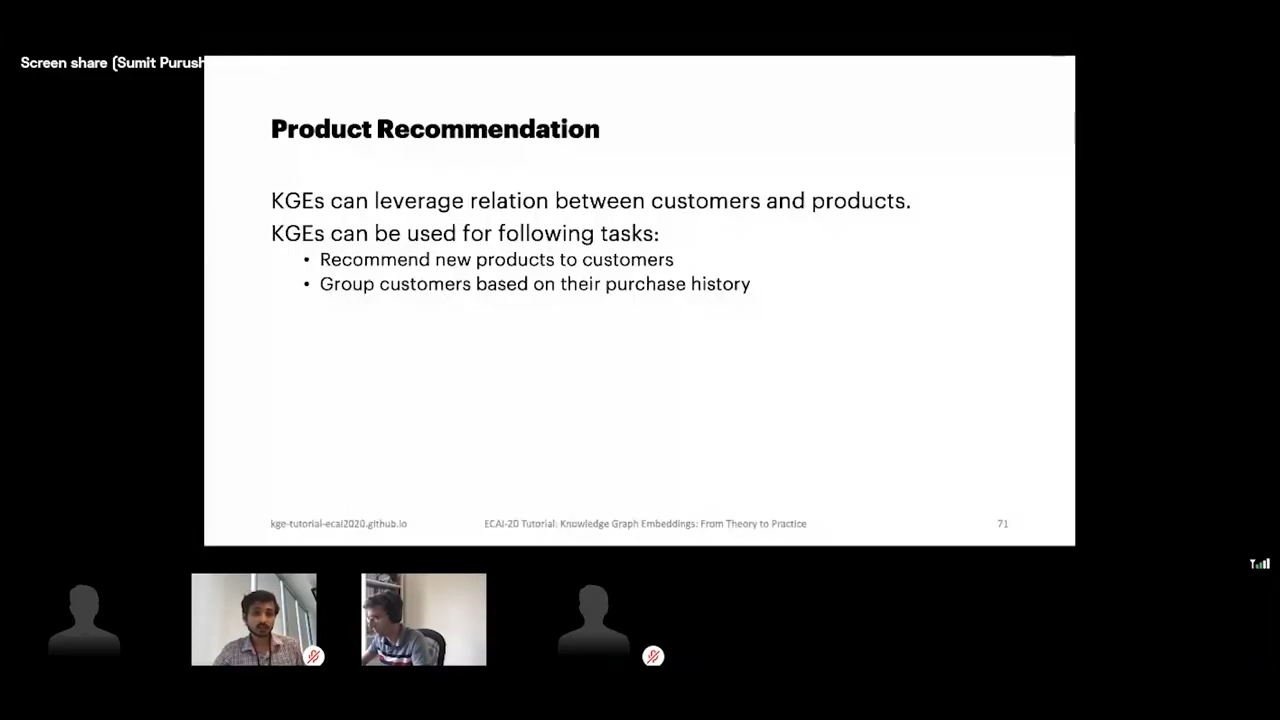 Screen share (Sumit Purush
Product Recommendation
KGEs can leverage relation between customers and products.
KGEs can be used for following tasks:
• Recommend new products to customers
• Group customers based on their purchase history
kge-tutorial-ecai2020.github.io
ECAI-20 Tutorial: Knowledge Graph Embeddings: From Theory to Practice
71